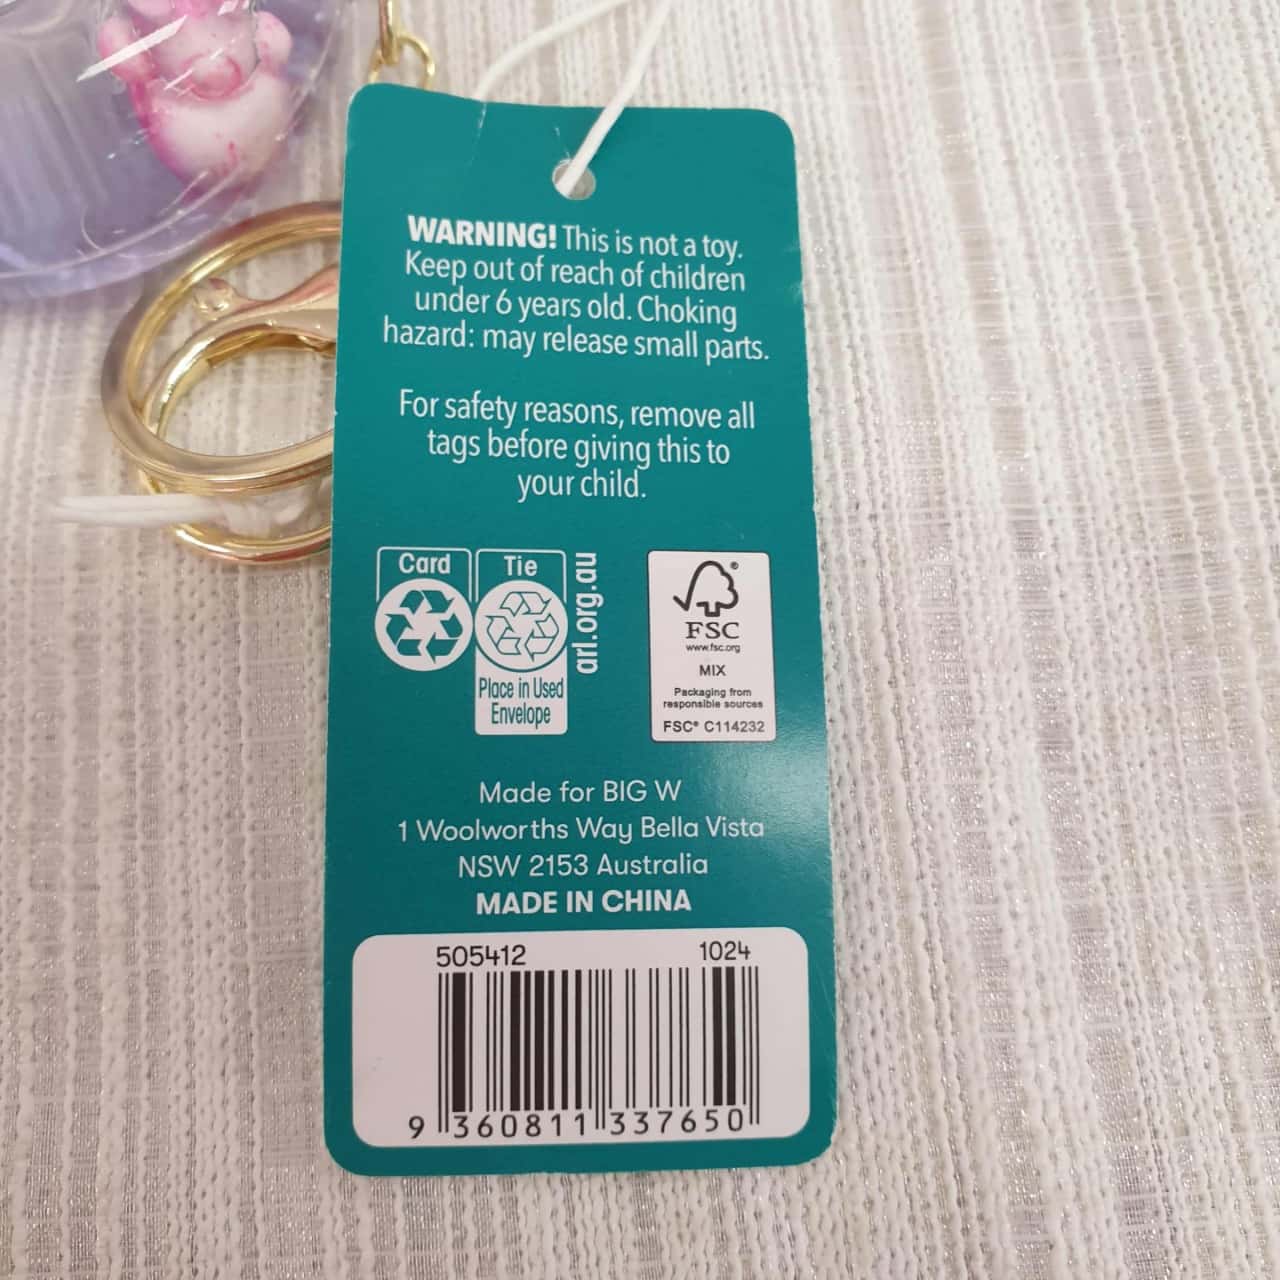 WARNING! This is not a toy.
Keep out of reach of children
under 6 years old. Choking
hazard: may release small parts.
For safety reasons, remove all
tags before giving this to
your child.
Card
Tie
Place in Used
Envelope
arl.org.au
FSC®
www.fsc.org
MIX
Packaging from
responsible sources
FSC® C114232
Made for BIG W
1 Woolworths Way Bella Vista
NSW 2153 Australia
MADE IN CHINA
505412 1024
9 360811 337650